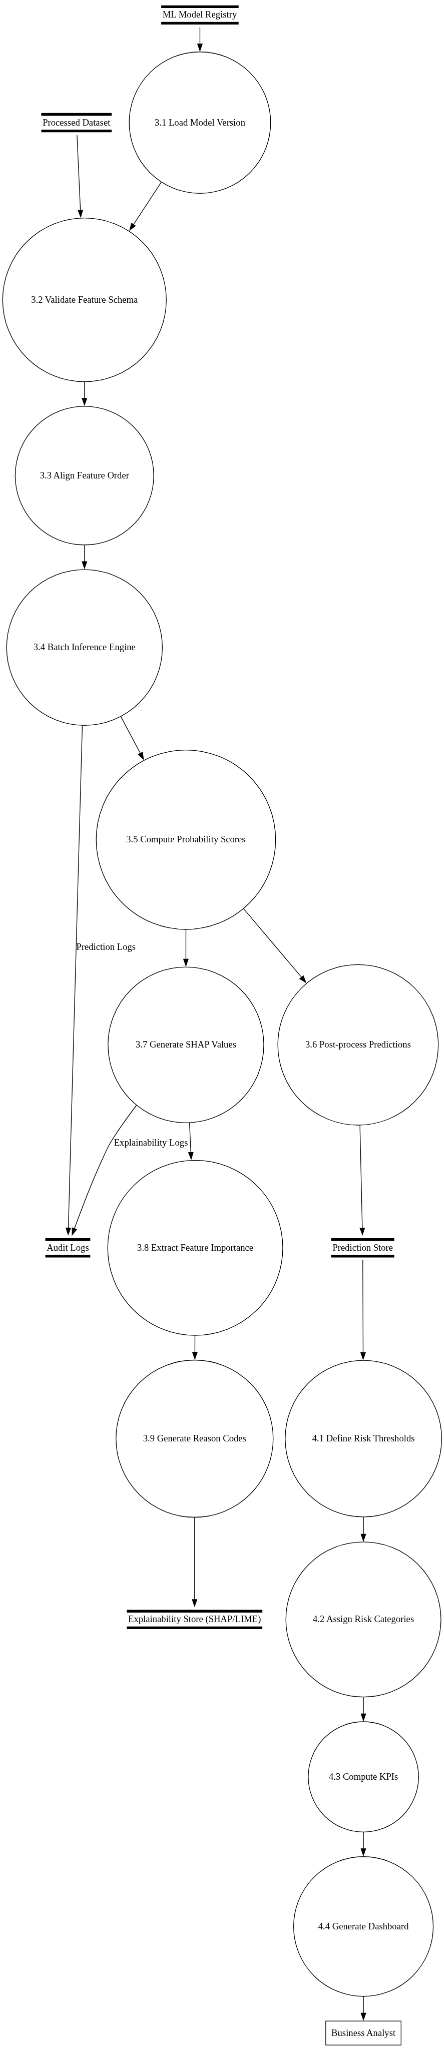 ML Model Registry
3.1 Load Model Version
Processed Dataset
3.2 Validate Feature Schema
3.3 Align Feature Order
3.4 Batch Inference Engine
3.5 Compute Probability Scores
Prediction Logs
3.7 Generate SHAP Values
3.6 Post-process Predictions
Explainability Logs
Audit Logs
3.8 Extract Feature Importance
Prediction Store
3.9 Generate Reason Codes
4.1 Define Risk Thresholds
Explainability Store (SHAP/LIME)
4.2 Assign Risk Categories
4.3 Compute KPIs
4.4 Generate Dashboard
Business Analyst